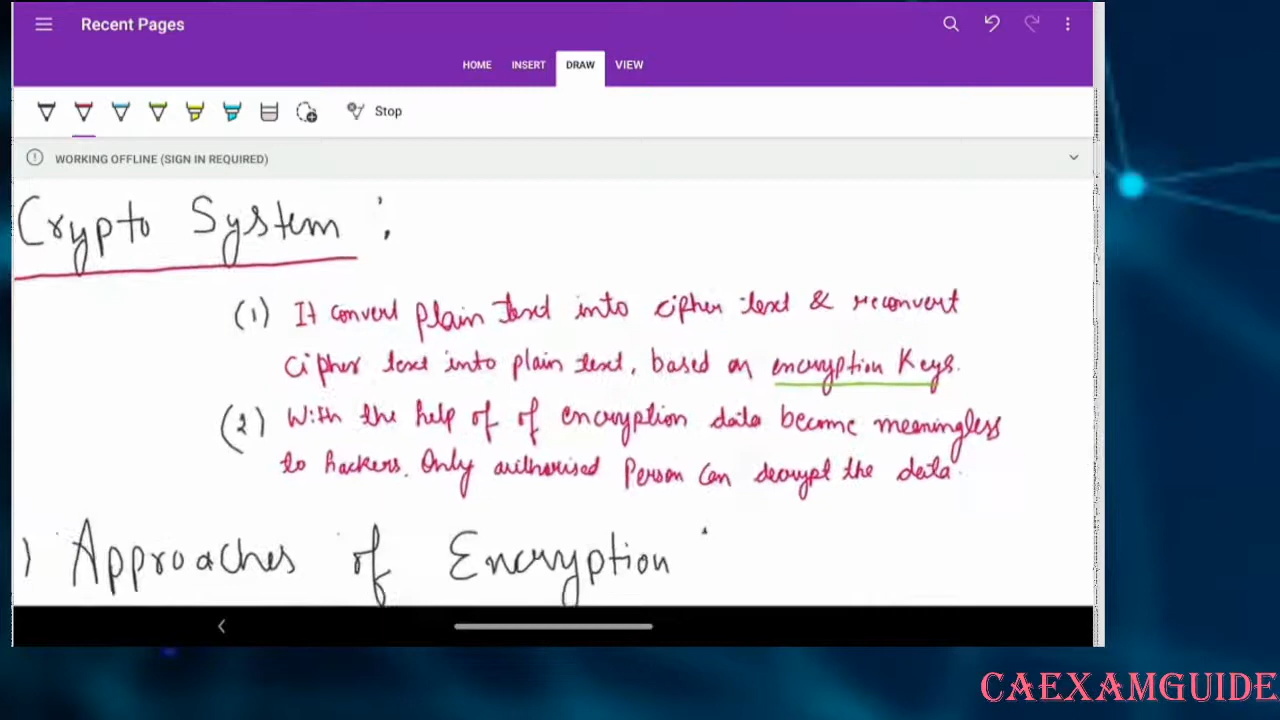 Recent Pages
HOME INSERT DRAW VIEW
Stop
WORKING OFFLINE (SIGN IN REQUIRED)
Crypto System :
(1) It convert plain text into cipher text & reconvert
cipher text into plain text, based on encryption Keys.
(2) With the help of of encryption data become meaningless
to hackers. Only authorised Person Can decrypt the data.
) Approaches of Encryption
CAEXAMGUIDE